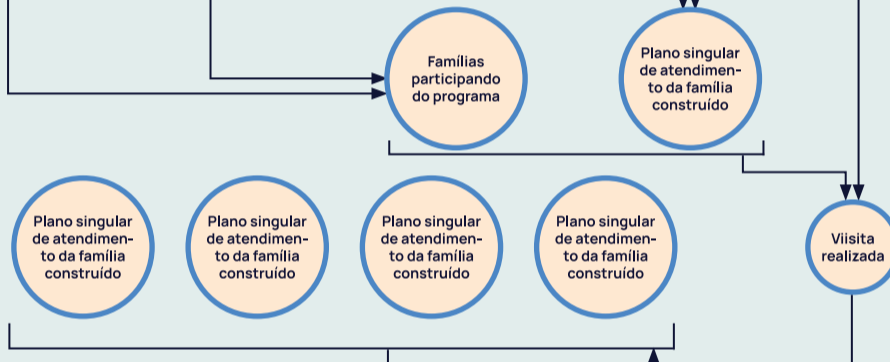 Famílias
participando
do programa
Plano singular
de atendimen-
to da família
construído
Plano singular
de atendimen-
to da família
construído
Plano singular
de atendimen-
to da família
construído
Plano singular
de atendimen-
to da família
construído
Plano singular
de atendimen-
to da família
construído
Viisita
realizada